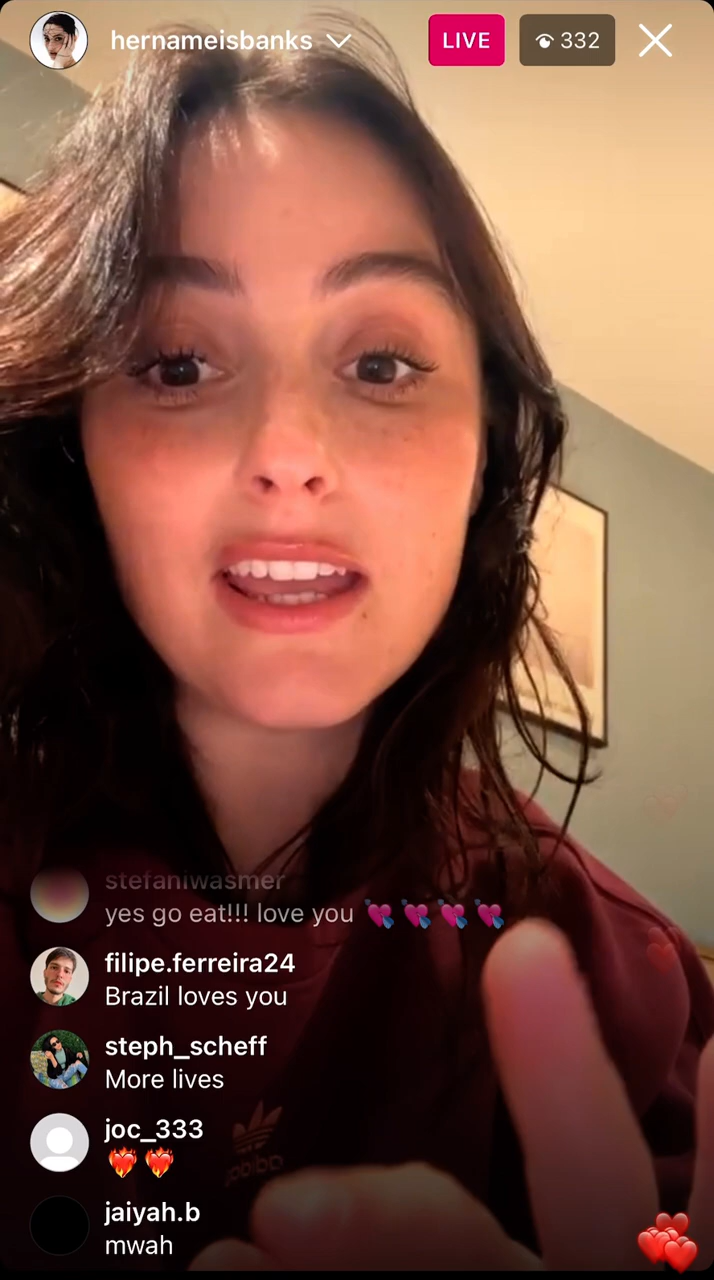 hernameisbanks
LIVE
332
stefaniwasmer
yes go eat!!! love you 💘 💘 💘 💘
filipe.ferreira24
Brazil loves you
steph_scheff
More lives
joc_333
❤️‍🔥 ❤️‍🔥
adidas
jaiyah.b
mwah